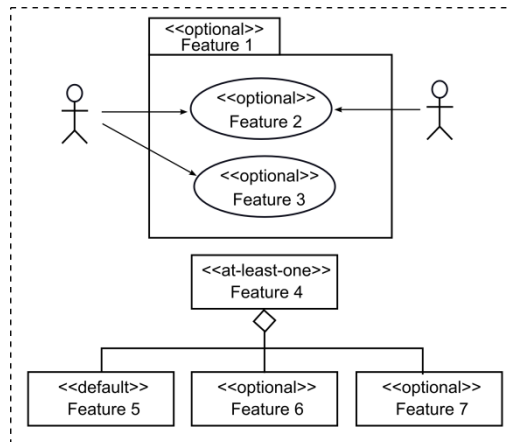 <<optional>>
Feature 1
<<optional>>
Feature 2
<<optional>>
Feature 3
<<at-least-one>>
Feature 4
<<default>>
Feature 5
<<optional>>
Feature 6
<<optional>>
Feature 7